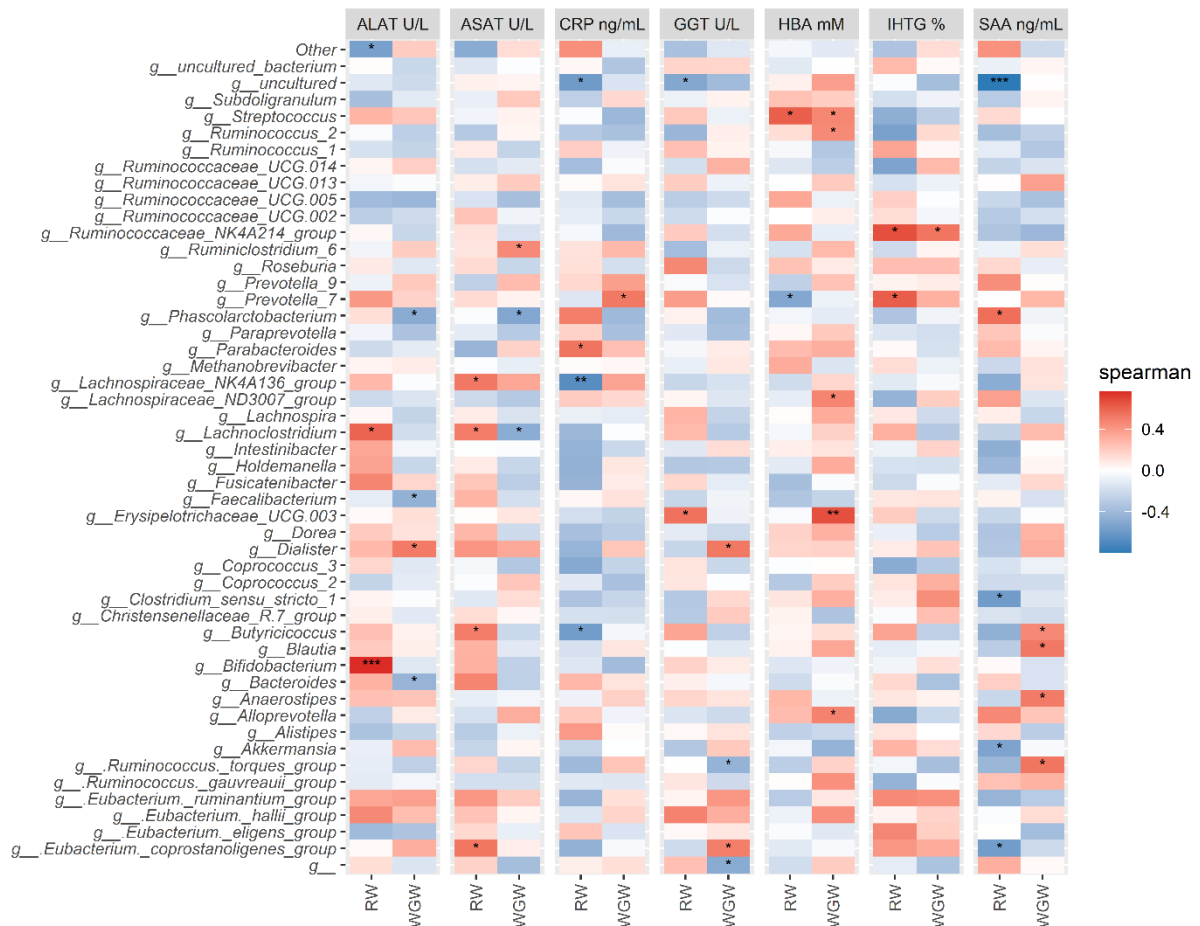 ALAT U/L ASAT U/L CRP ng/mL GGT U/L HBA mM IHTG % SAA ng/mL
Other *
g__uncultured_bacterium
g__uncultured * * ***
g__Subdoligranulum
g__Streptococcus * *
g__Ruminococcus_2 *
g__Ruminococcus_1
g__Ruminococcaceae_UCG.014
g__Ruminococcaceae_UCG.013
g__Ruminococcaceae_UCG.005
g__Ruminococcaceae_UCG.002
g__Ruminococcaceae_NK4A214_group * *
g__Ruminiclostridium_6 *
g__Roseburia
g__Prevotella_9
g__Prevotella_7 * * *
g__Phascolarctobacterium * * *
g__Paraprevotella
g__Parabacteroides *
g__Methanobrevibacter
g__Lachnospiraceae_NK4A136_group * **
g__Lachnospiraceae_ND3007_group *
g__Lachnospira
g__Lachnoclostridium * * *
g__Intestinibacter
g__Holdemanella
g__Fusicatenibacter
g__Faecalibacterium *
g__Erysipelotrichaceae_UCG.003 * **
g__Dorea
g__Dialister * *
g__Coprococcus_3
g__Coprococcus_2
g__Clostridium_sensu_stricto_1 *
g__Christensenellaceae_R.7_group
g__Butyricicoccus * * *
g__Blautia *
g__Bifidobacterium ***
g__Bacteroides *
g__Anaerostipes *
g__Alloprevotella *
g__Alistipes
g__Akkermansia *
g__.Ruminococcus._torques_group * *
g__.Ruminococcus._gauvreauii_group
g__.Eubacterium._ruminantium_group
g__.Eubacterium._hallii_group
g__.Eubacterium._eligens_group
g__.Eubacterium._coprostanoligenes_group * * *
g__ *
RW WGW RW WGW RW WGW RW WGW RW WGW RW WGW RW WGW
spearman
0.4
0.0
-0.4